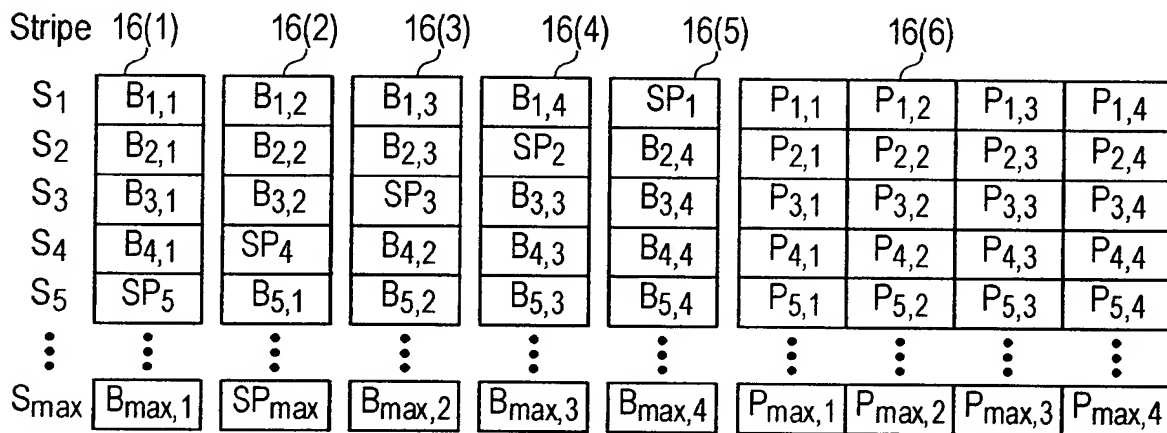 Stripe 16(1) 16(2) 16(3) 16(4) 16(5) 16(6)
S1 B1,1 B1,2 B1,3 B1,4 SP1 P1,1 P1,2 P1,3 P1,4
S2 B2,1 B2,2 B2,3 SP2 B2,4 P2,1 P2,2 P2,3 P2,4
S3 B3,1 B3,2 SP3 B3,3 B3,4 P3,1 P3,2 P3,3 P3,4
S4 B4,1 SP4 B4,2 B4,3 B4,4 P4,1 P4,2 P4,3 P4,4
S5 SP5 B5,1 B5,2 B5,3 B5,4 P5,1 P5,2 P5,3 P5,4
Smax Bmax,1 SPmax Bmax,2 Bmax,3 Bmax,4 Pmax,1 Pmax,2 Pmax,3 Pmax,4